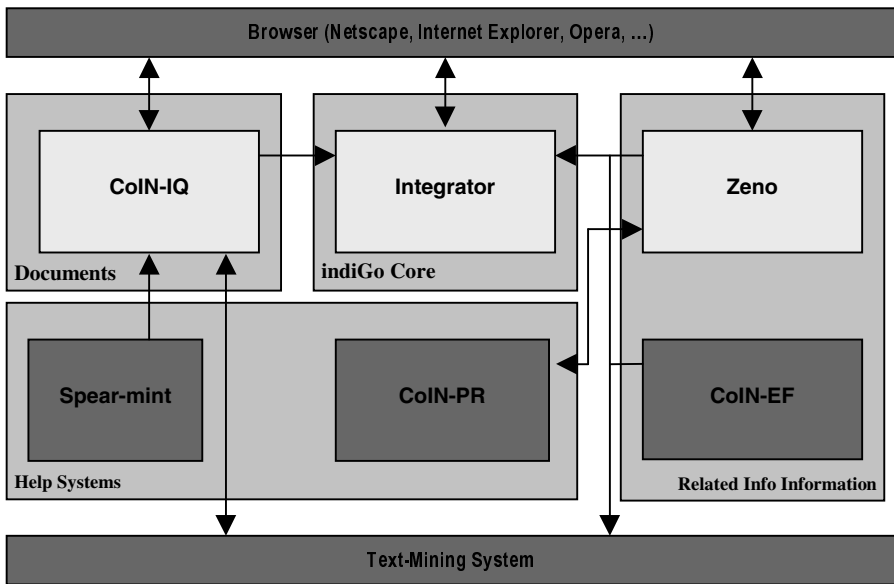 Browser (Netscape, Internet Explorer, Opera, …)
CoIN-IQ
Integrator
Zeno
Documents
indiGo Core
Spear-mint
CoIN-PR
CoIN-EF
Help Systems
Related Info Information
Text-Mining System